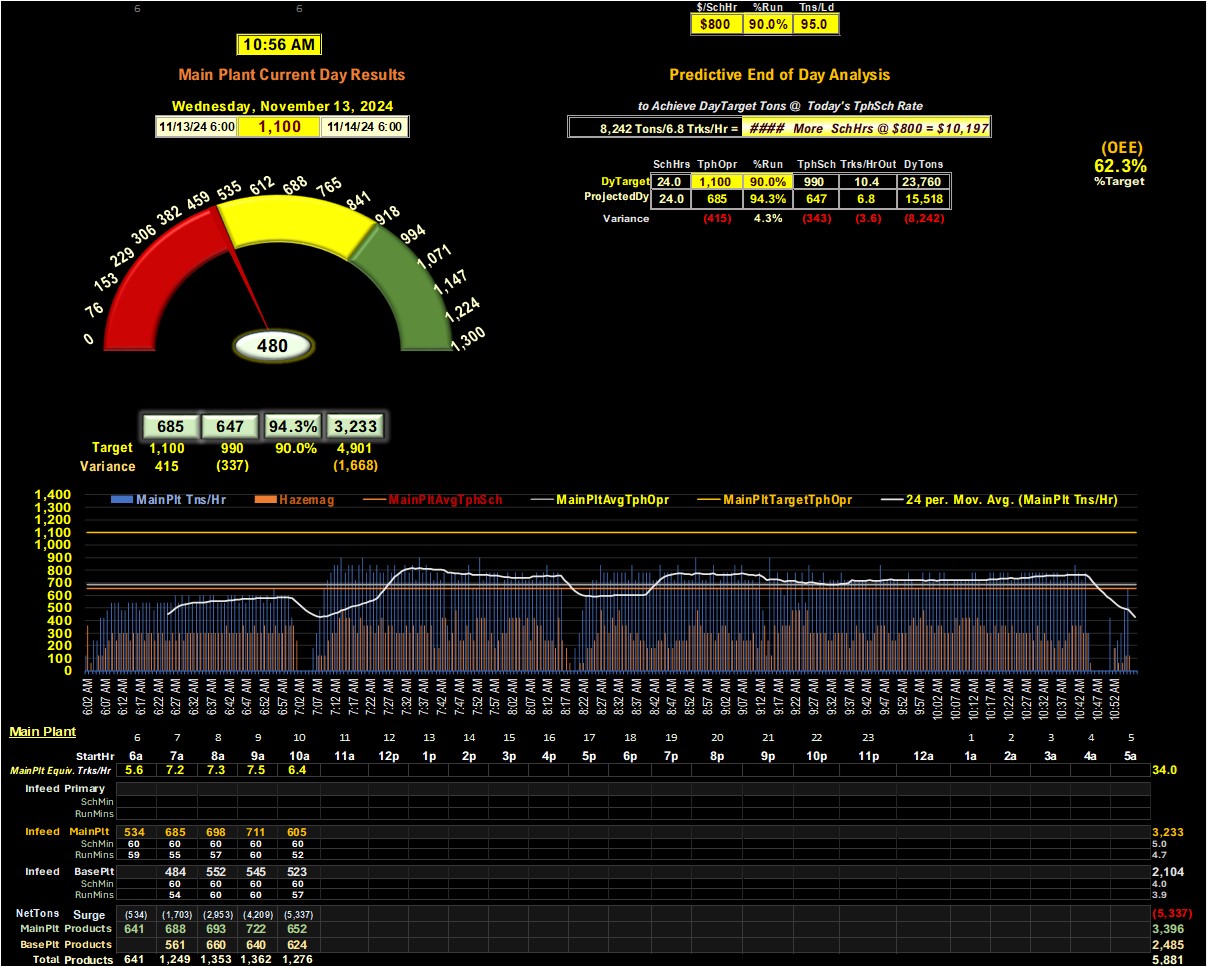 6 6
$/SchHr %Run Tns/Ld
$800 90.0% 95.0
10:56 AM
Main Plant Current Day Results
Predictive End of Day Analysis
Wednesday, November 13, 2024
to Achieve DayTarget Tons @ Today's TphSch Rate
11/13/24 6:00 1,100 11/14/24 6:00
8,242 Tons/6.8 Trks/Hr = #### More SchHrs @ $800 = $10,197
(OEE)
62.3%
%Target
SchHrs TphOpr %Run TphSch Trks/HrOut DyTons
DyTarget 24.0 1,100 90.0% 990 10.4 23,760
ProjectedDy 24.0 685 94.3% 647 6.8 15,518
Variance (415) 4.3% (343) (3.6) (8,242)
0 76 153 229 306 382 459 535 612 688 765 841 918 994 1,071 1,147 1,224 1,300
480
685 647 94.3% 3,233
Target 1,100 990 90.0% 4,901
Variance 415 (337) (1,668)
MainPlt Tns/Hr Hazemag MainPltAvgTphSch MainPltAvgTphOpr MainPltTargetTphOpr 24 per. Mov. Avg. (MainPlt Tns/Hr)
1,400
1,300
1,200
1,100
1,000
900
800
700
600
500
400
300
200
100
0
6:02 AM 6:07 AM 6:12 AM 6:17 AM 6:22 AM 6:27 AM 6:32 AM 6:37 AM 6:42 AM 6:47 AM 6:52 AM 6:57 AM 7:02 AM 7:07 AM 7:12 AM 7:17 AM 7:22 AM 7:27 AM 7:32 AM 7:37 AM 7:42 AM 7:47 AM 7:52 AM 7:57 AM 8:02 AM 8:07 AM 8:12 AM 8:17 AM 8:22 AM 8:27 AM 8:32 AM 8:37 AM 8:42 AM 8:47 AM 8:52 AM 8:57 AM 9:02 AM 9:07 AM 9:12 AM 9:17 AM 9:22 AM 9:27 AM 9:32 AM 9:37 AM 9:42 AM 9:47 AM 9:52 AM 9:57 AM 10:02 AM 10:07 AM 10:12 AM 10:17 AM 10:22 AM 10:27 AM 10:32 AM 10:37 AM 10:42 AM 10:47 AM 10:52 AM
Main Plant
6 7 8 9 10 11 12 13 14 15 16 17 18 19 20 21 22 23 1 2 3 4 5
StartHr 6a 7a 8a 9a 10a 11a 12p 1p 2p 3p 4p 5p 6p 7p 8p 9p 10p 11p 12a 1a 2a 3a 4a 5a
MainPlt Equiv. Trks/Hr 5.6 7.2 7.3 7.5 6.4 34.0
Infeed Primary
SchMin
RunMins
Infeed MainPlt 534 685 698 711 605 3,233
SchMin 60 60 60 60 60 5.0
RunMins 59 55 57 60 52 4.7
Infeed BasePlt 484 552 545 523 2,104
SchMin 60 60 60 60 4.0
RunMins 54 60 60 57 3.9
NetTons Surge (534) (1,703) (2,953) (4,209) (5,337) (5,337)
MainPlt Products 641 688 693 722 652 3,396
BasePlt Products 561 660 640 624 2,485
Total Products 641 1,249 1,353 1,362 1,276 5,881